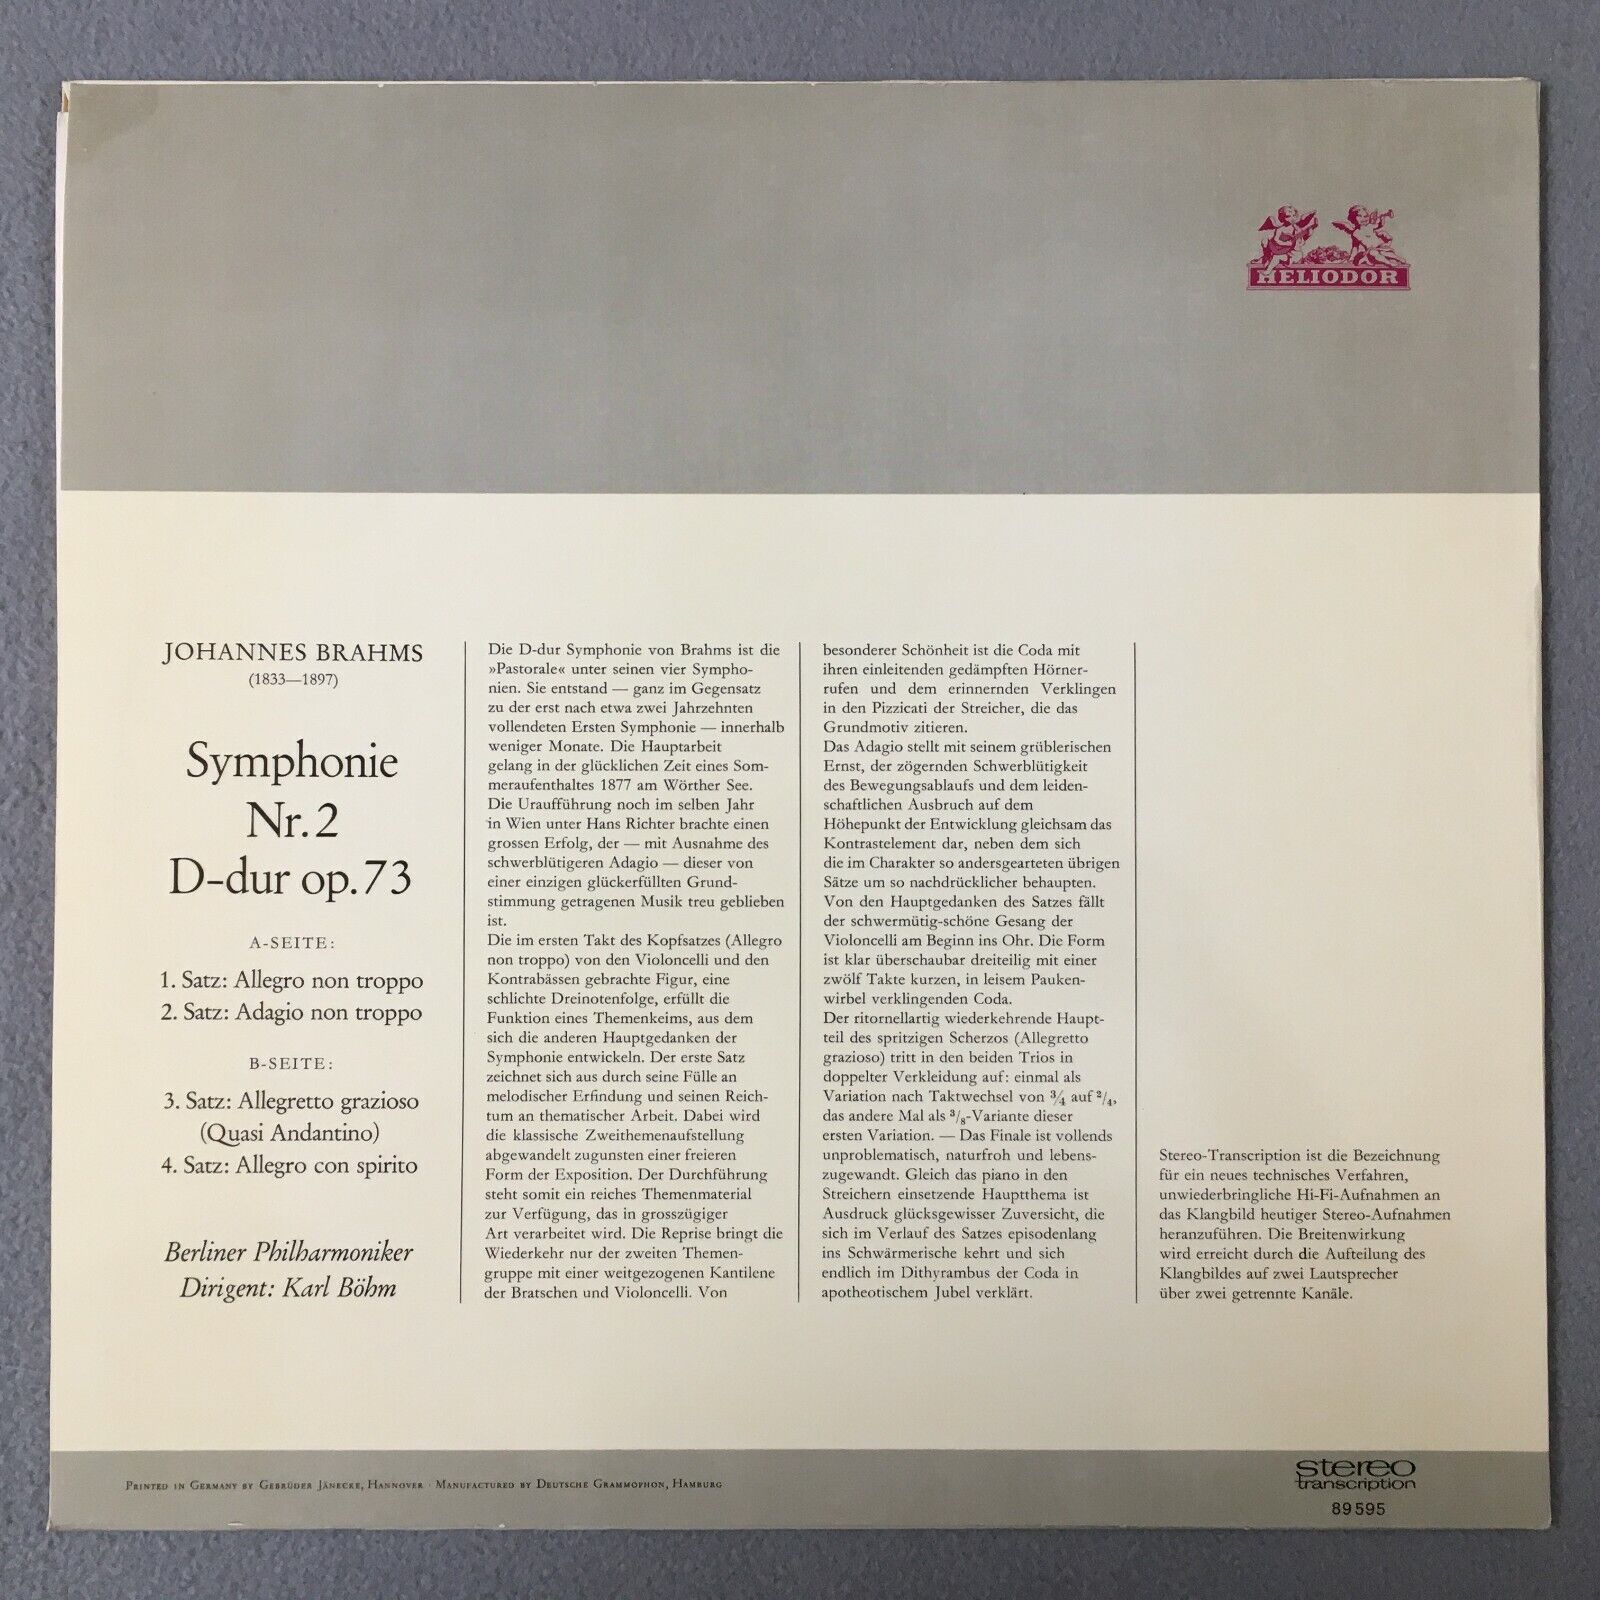 HELIODOR
JOHANNES BRAHMS
(1833—1897)
Symphonie
Nr. 2
D-dur op. 73
A-SEITE:
1. Satz: Allegro non troppo
2. Satz: Adagio non troppo
B-SEITE:
3. Satz: Allegretto grazioso
(Quasi Andantino)
4. Satz: Allegro con spirito
Berliner Philharmoniker
Dirigent: Karl Böhm
Die D-dur Symphonie von Brahms ist die
»Pastorale« unter seinen vier Sympho-
nien. Sie entstand — ganz im Gegensatz
zu der erst nach etwa zwei Jahrzehnten
vollendeten Ersten Symphonie — innerhalb
weniger Monate. Die Hauptarbeit
gelang in der glücklichen Zeit eines Som-
meraufenthaltes 1877 am Wörther See.
Die Uraufführung noch im selben Jahr
in Wien unter Hans Richter brachte einen
grossen Erfolg, der — mit Ausnahme des
schwerblütigeren Adagio — dieser von
einer einzigen glückerfüllten Grund-
stimmung getragenen Musik treu geblieben
ist.
Die im ersten Takt des Kopfsatzes (Allegro
non troppo) von den Violoncelli und den
Kontrabässen gebrachte Figur, eine
schlichte Dreinotenfolge, erfüllt die
Funktion eines Themenkeims, aus dem
sich die anderen Hauptgedanken der
Symphonie entwickeln. Der erste Satz
zeichnet sich aus durch seine Fülle an
melodischer Erfindung und seinen Reich-
tum an thematischer Arbeit. Dabei wird
die klassische Zweithemenaufstellung
abgewandelt zugunsten einer freieren
Form der Exposition. Der Durchführung
steht somit ein reiches Themenmaterial
zur Verfügung, das in grosszügiger
Art verarbeitet wird. Die Reprise bringt die
Wiederkehr nur der zweiten Themen-
gruppe mit einer weitgezogenen Kantilene
der Bratschen und Violoncelli. Von
besonderer Schönheit ist die Coda mit
ihren einleitenden gedämpften Hörner-
rufen und dem erinnernden Verklingen
in den Pizzicati der Streicher, die das
Grundmotiv zitieren.
Das Adagio stellt mit seinem grüblerischen
Ernst, der zögernden Schwerblütigkeit
des Bewegungsablaufs und dem leiden-
schaftlichen Ausbruch auf dem
Höhepunkt der Entwicklung gleichsam das
Kontrastelement dar, neben dem sich
die im Charakter so andersgearteten übrigen
Sätze um so nachdrücklicher behaupten.
Von den Hauptgedanken des Satzes fällt
der schwermütig-schöne Gesang der
Violoncelli am Beginn ins Ohr. Die Form
ist klar überschaubar dreiteilig mit einer
zwölf Takte kurzen, in leisem Pauken-
wirbel verklingenden Coda.
Der ritornellartig wiederkehrende Haupt-
teil des spritzigen Scherzos (Allegretto
grazioso) tritt in den beiden Trios in
doppelter Verkleidung auf: einmal als
Variation nach Taktwechsel von 3/4 auf 2/4,
das andere Mal als 3/8-Variante dieser
ersten Variation. — Das Finale ist vollends
unproblematisch, naturfroh und lebens-
zugewandt. Gleich das piano in den
Streichern einsetzende Hauptthema ist
Ausdruck glücksgewisser Zuversicht, die
sich im Verlauf des Satzes episodenlang
ins Schwärmerische kehrt und sich
endlich im Dithyrambus der Coda in
apotheotischem Jubel verklärt.
Stereo-Transcription ist die Bezeichnung
für ein neues technisches Verfahren,
unwiederbringliche Hi-Fi-Aufnahmen an
das Klangbild heutiger Stereo-Aufnahmen
heranzuführen. Die Breitenwirkung
wird erreicht durch die Aufteilung des
Klangbildes auf zwei Lautsprecher
über zwei getrennte Kanäle.
PRINTED IN GERMANY BY GEBRÜDER JÄNECKE, HANNOVER · MANUFACTURED BY DEUTSCHE GRAMMOPHON, HAMBURG
stereo
transcription
89 595